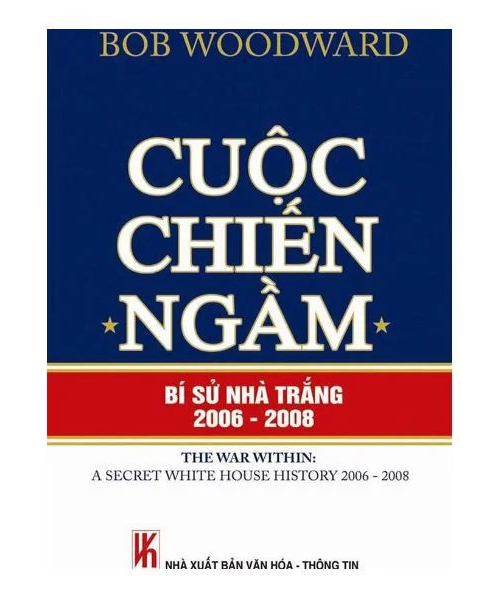 BOB WOODWARD
CUỘC
CHIẾN
NGẦM
BÍ SỬ NHÀ TRẮNG
2006 - 2008
THE WAR WITHIN:
A SECRET WHITE HOUSE HISTORY 2006 - 2008
NHÀ XUẤT BẢN VĂN HÓA - THÔNG TIN